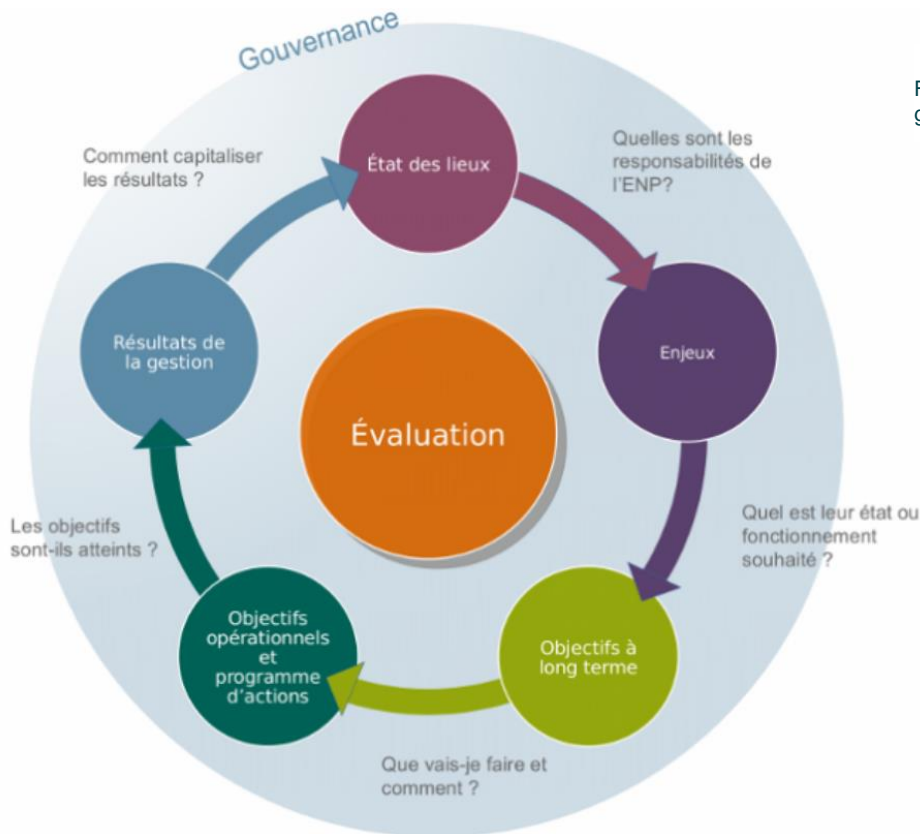 Gouvernance
État des lieux
Quelles sont les
responsabilités de
l'ENP?
Enjeux
Quel est leur état ou
fonctionnement
souhaité ?
Objectifs à
long terme
Que vais-je faire et
comment ?
Objectifs
opérationnels
et
programme
d'actions
Les objectifs
sont-ils atteints ?
Résultats de
la gestion
Comment capitaliser
les résultats ?
Évaluation